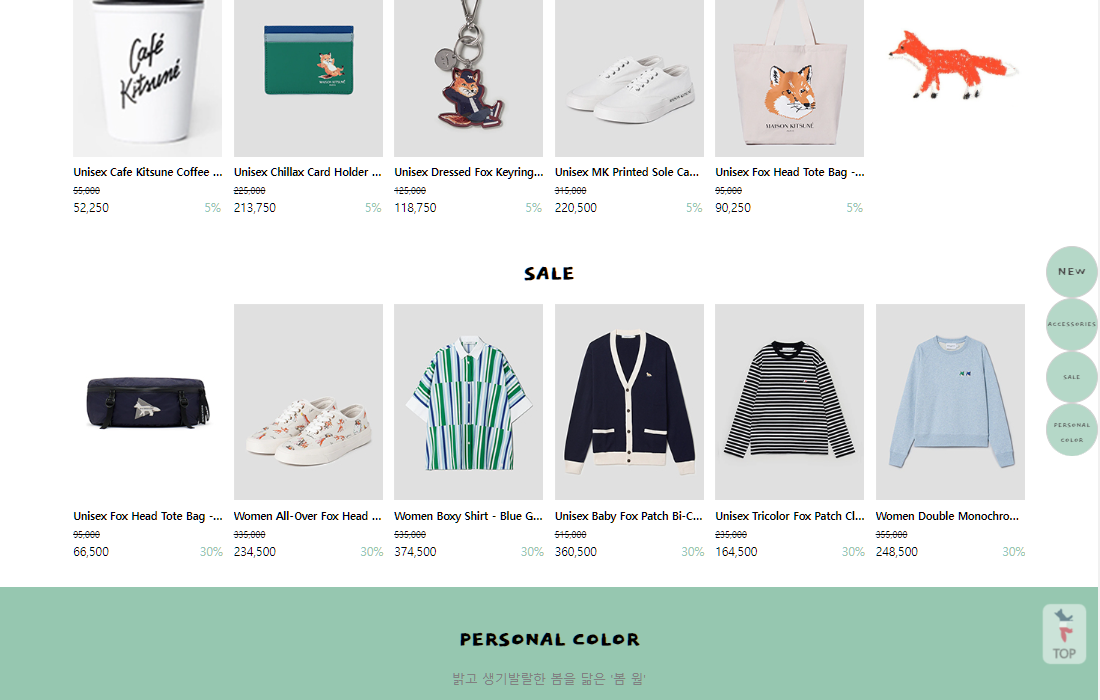 Café
Kitsuné
MAISON KITSUNÉ
MAISON KITSUNÉ
MAISON KITSUNÉ
Unisex Cafe Kitsune Coffee ... Unisex Chillax Card Holder ... Unisex Dressed Fox Keyring... Unisex MK Printed Sole Ca... Unisex Fox Head Tote Bag -...
55,000 225,000 125,000 315,000 95,000
52,250 5% 213,750 5% 118,750 5% 220,500 5% 90,250 5%
SALE
NEW
ACCESSORIES
SALE
PERSONAL
COLOR
Unisex Fox Head Tote Bag -... Women All-Over Fox Head ... Women Boxy Shirt - Blue G... Unisex Baby Fox Patch Bi-C... Unisex Tricolor Fox Patch Cl... Women Double Monochro...
95,000 335,000 535,000 515,000 235,000 355,000
66,500 30% 234,500 30% 374,500 30% 360,500 30% 164,500 30% 248,500 30%
PERSONAL COLOR
밝고 생기발랄한 봄을 닮은 '봄 웜'
TOP